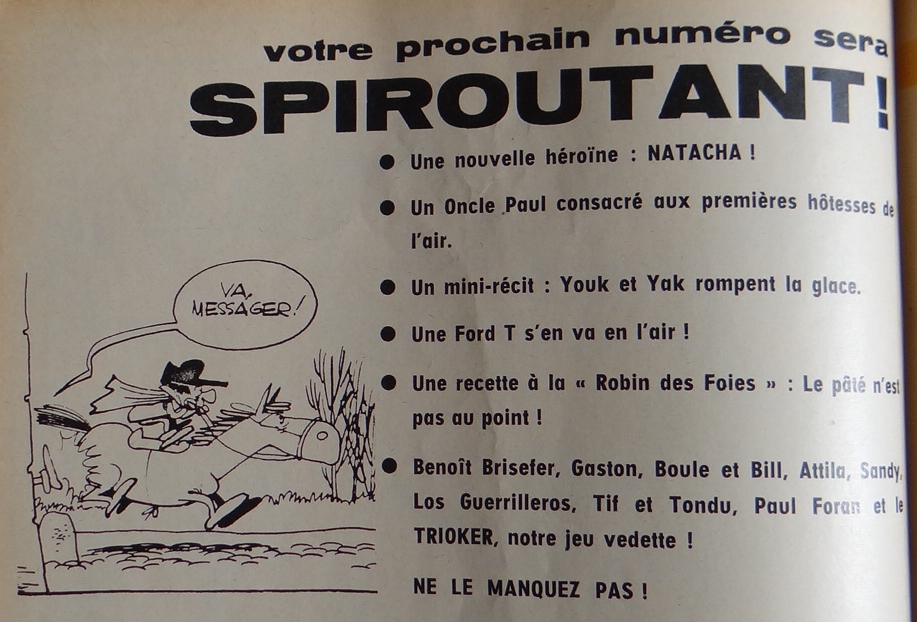 votre prochain numéro sera
SPIROUTANT!
● Une nouvelle héroïne : NATACHA !
● Un Oncle Paul consacré aux premières hôtesses de
l'air.
● Un mini-récit : Youk et Yak rompent la glace.
● Une Ford T s'en va en l'air !
● Une recette à la « Robin des Foies » : Le pâté n'est
pas au point !
● Benoît Brisefer, Gaston, Boule et Bill, Attila, Sandy,
Los Guerrilleros, Tif et Tondu, Paul Foran et le
TRIOKER, notre jeu vedette !
NE LE MANQUEZ PAS !
VA,
MESSAGER!